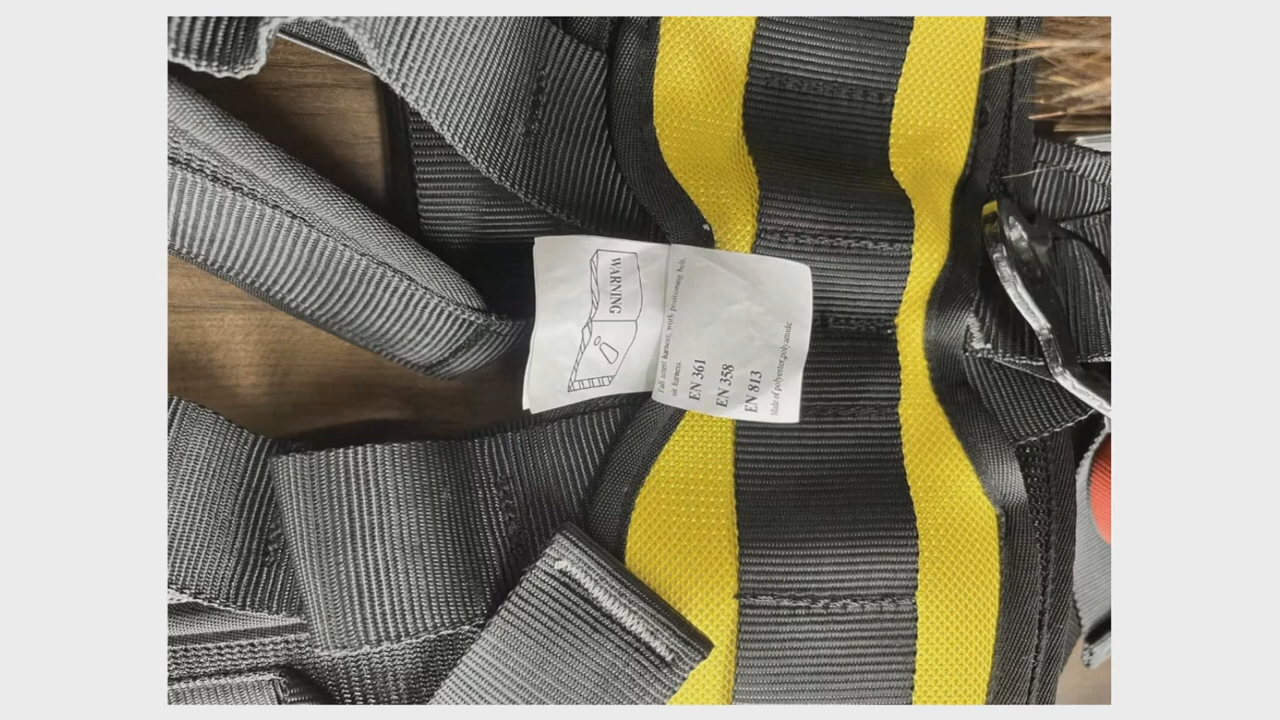 WARNING
Fall arrest harness, work positioning belt,
sit harness.
EN 361
EN 358
EN 813
Made of polyester,polyamide